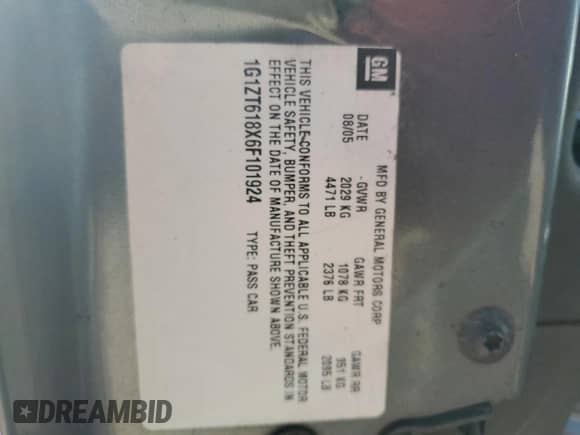 GM
MFD BY GENERAL MOTORS CORP
DATE GVWR GAWR FRT GAWR RR
08/05 2029 KG 1078 KG 951 KG
4471 LB 2376 LB 2095 LB
THIS VEHICLE CONFORMS TO ALL APPLICABLE U.S. FEDERAL MOTOR
VEHICLE SAFETY, BUMPER, AND THEFT PREVENTION STANDARDS IN
EFFECT ON THE DATE OF MANUFACTURE SHOWN ABOVE.
1G1ZT618X6F101924 TYPE: PASS CAR
DREAMBID